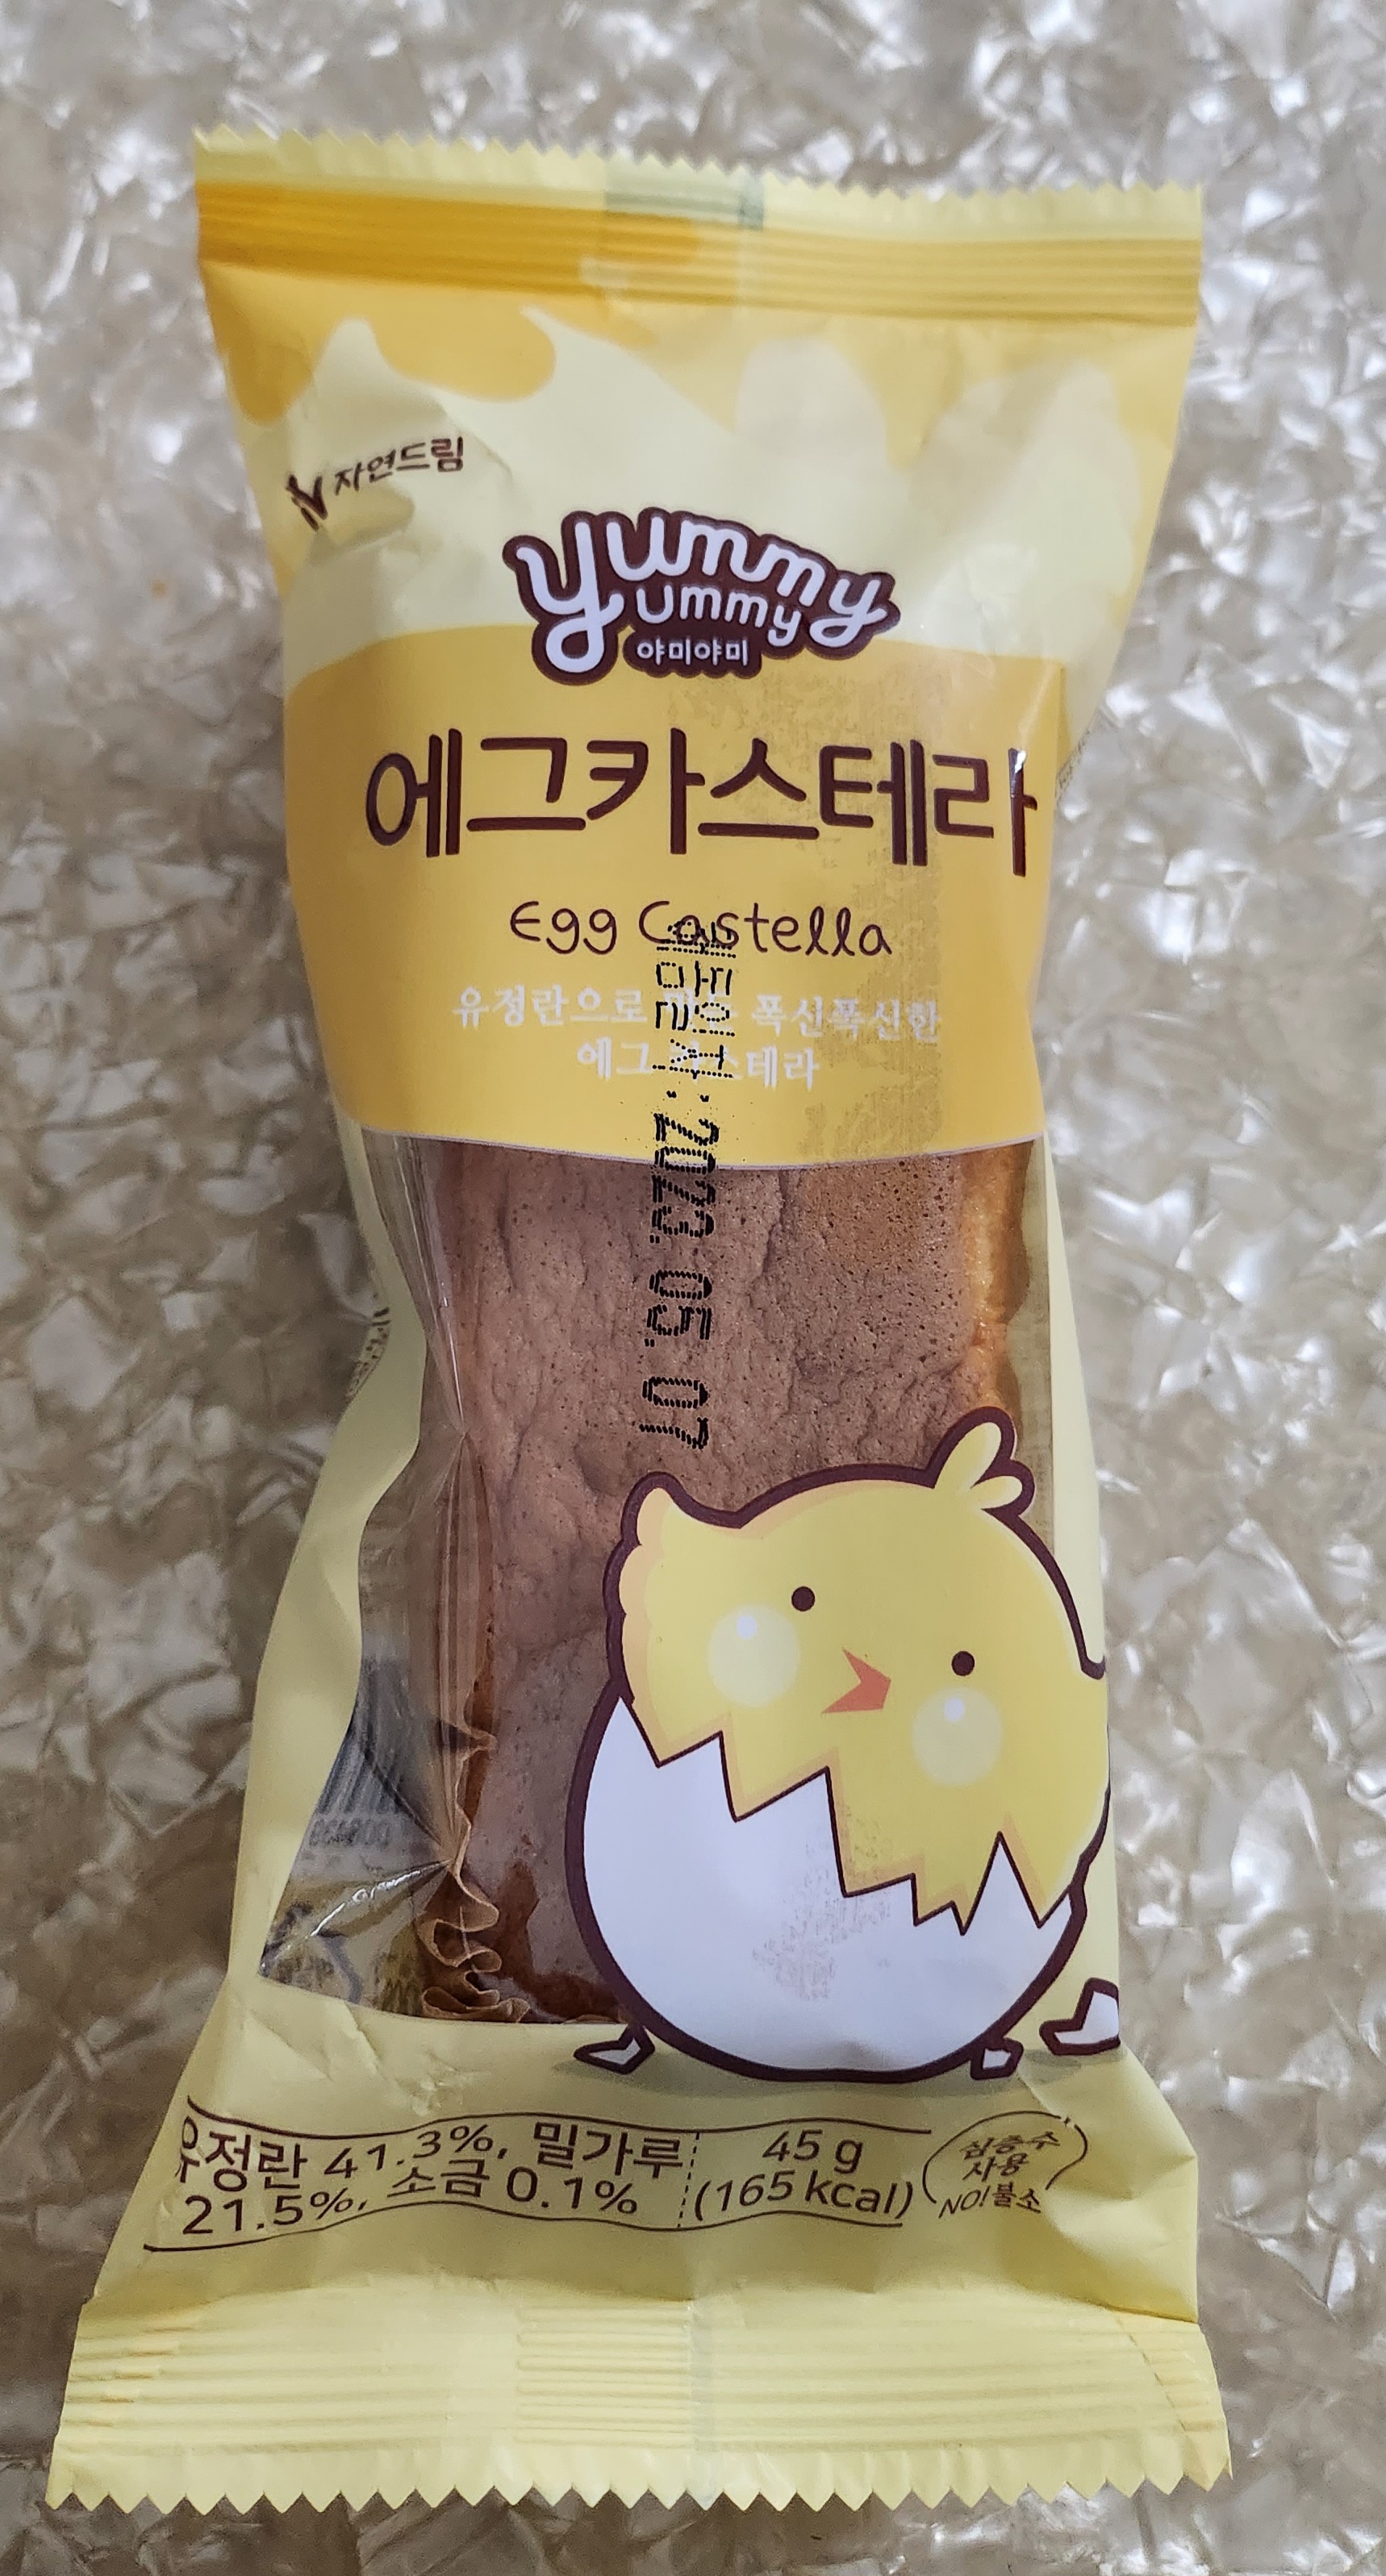 자연드림
yummy
yummy
야미야미
에그카스테라
Egg Castella
유정란으로 만든 폭신폭신한
에그 카스테라
2023. 05. 07
유정란 41.3%, 밀가루
21.5%, 소금 0.1%
45 g
(165 kcal)
심층수
사용
NO!불소